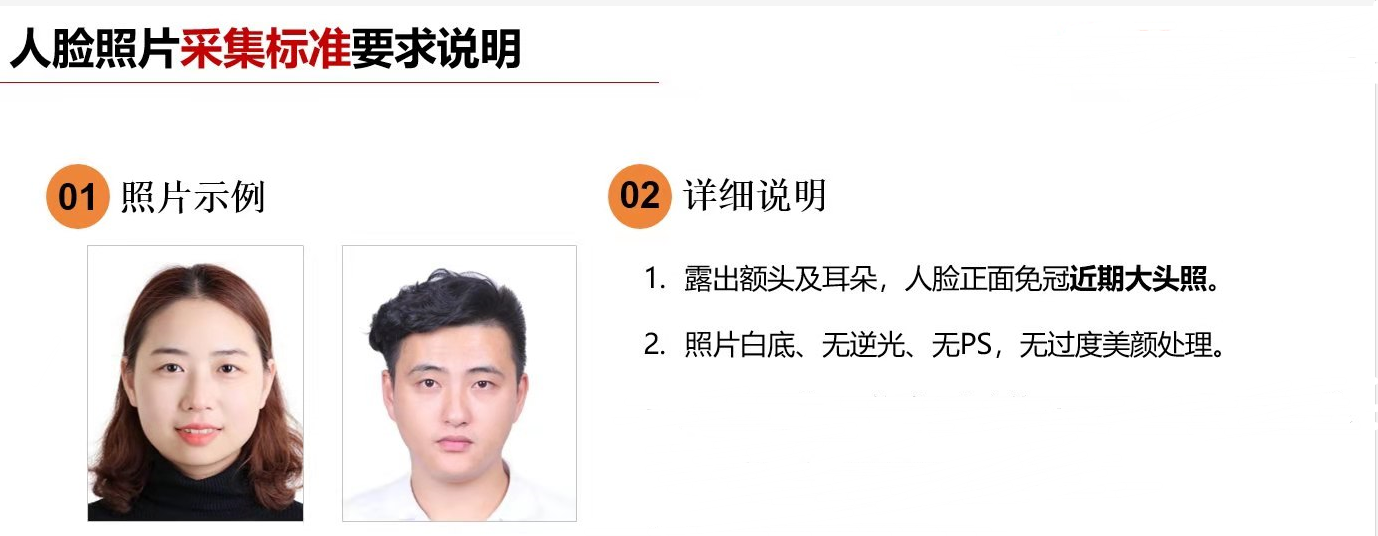 人脸照片采集标准要求说明
01 照片示例
02 详细说明
1. 露出额头及耳朵，人脸正面免冠近期大头照。
2. 照片白底、无逆光、无PS，无过度美颜处理。